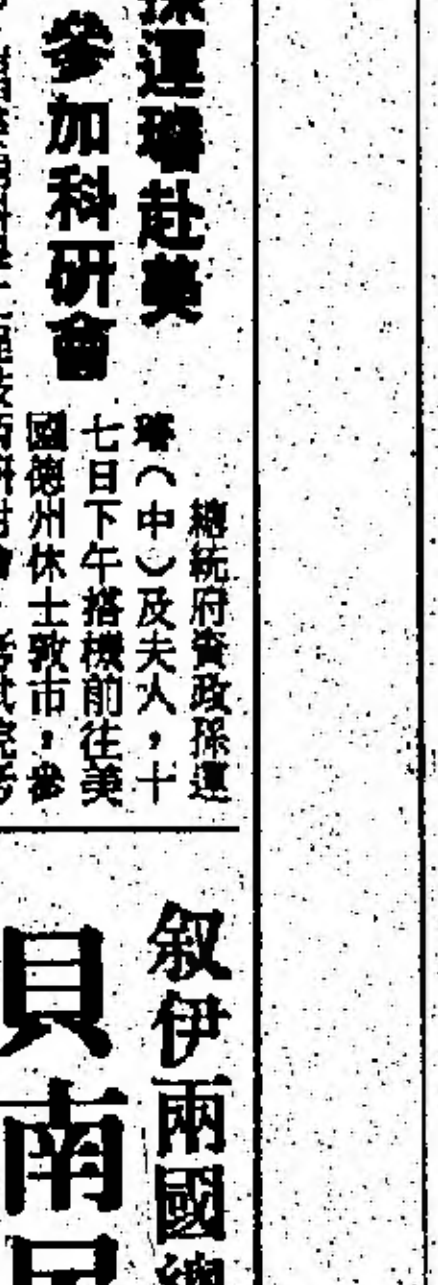 孫運璿赴美
參加科研會
總統府資政孫運
璿（中）及夫人，十
七日下午搭機前往美
國德州休士敦市，參
叙伊兩國總
貝南